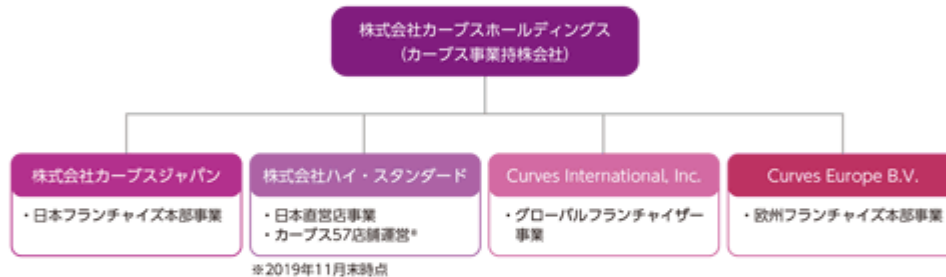 株式会社カーブスホールディングス
(カーブス事業持株会社)
株式会社カーブスジャパン
・日本フランチャイズ本部事業
株式会社ハイ・スタンダード
・日本直営店事業
・カーブス57店舗運営※
※2019年11月末時点
Curves International, Inc.
・グローバルフランチャイザー
事業
Curves Europe B.V.
・欧州フランチャイズ本部事業